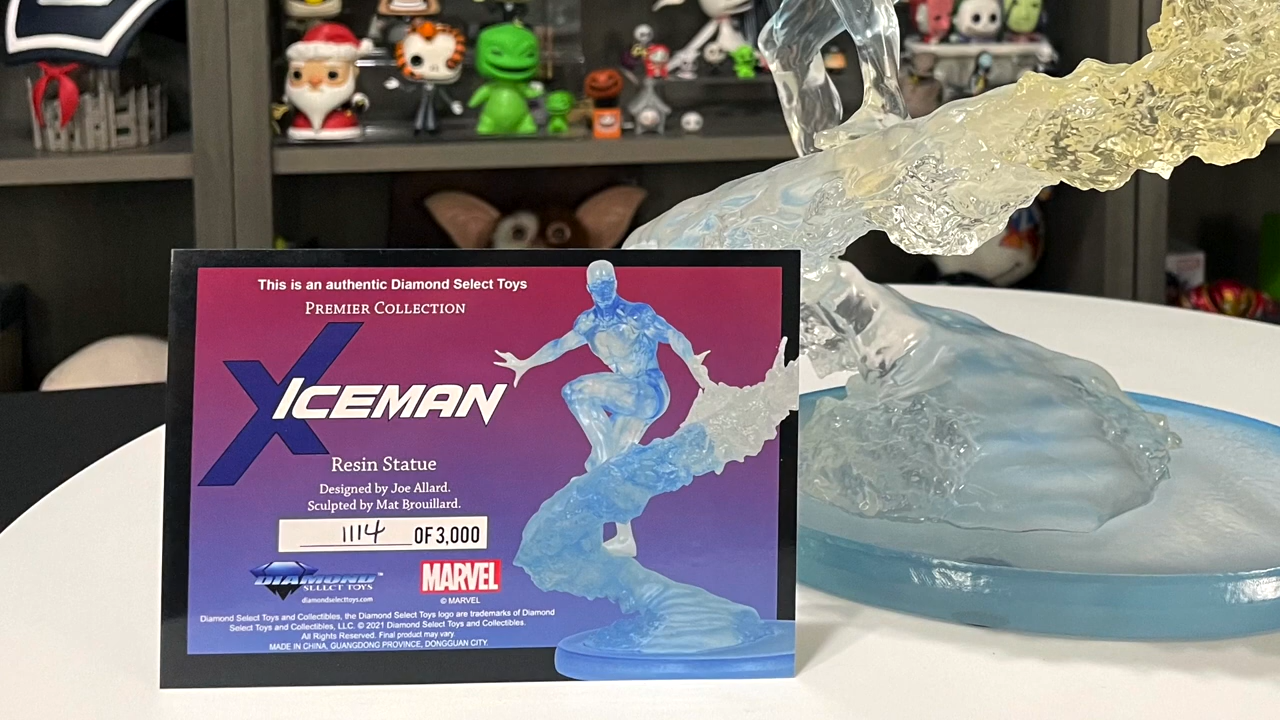 This is an authentic Diamond Select Toys
PREMIER COLLECTION
X ICEMAN
Resin Statue
Designed by Joe Allard.
Sculpted by Mat Brouillard.
1114 OF 3,000
DIAMOND™
SELECT TOYS
diamondselecttoys.com
MARVEL
© MARVEL
Diamond Select Toys and Collectibles, the Diamond Select Toys logo are trademarks of Diamond
Select Toys and Collectibles, LLC. © 2021 Diamond Select Toys and Collectibles.
All Rights Reserved. Final product may vary.
MADE IN CHINA, GUANGDONG PROVINCE, DONGGUAN CITY.